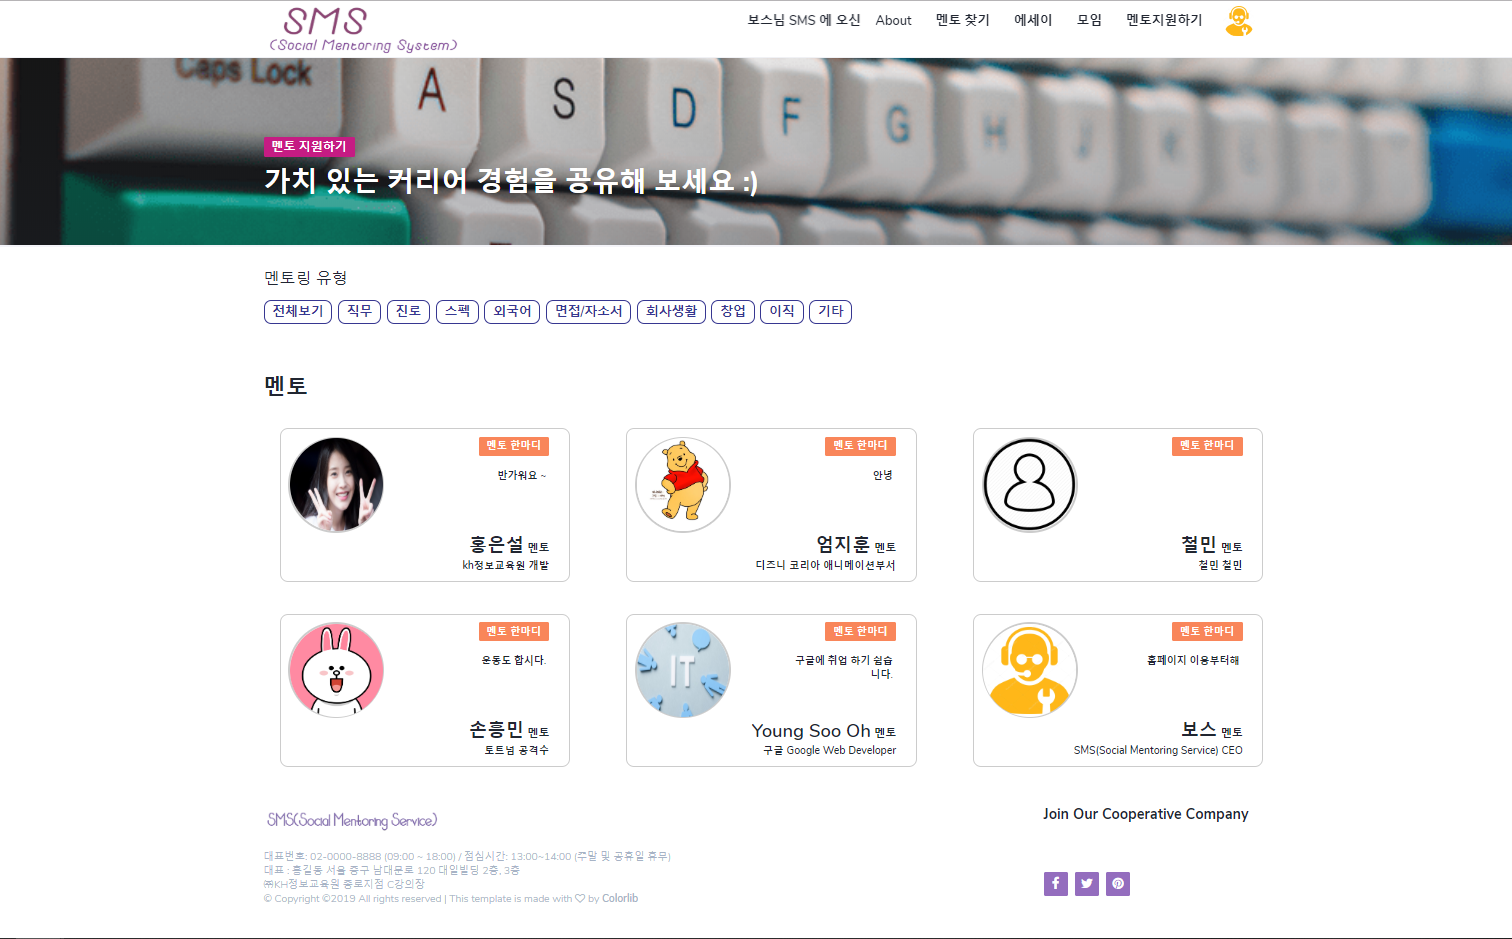 SMS
(Social Mentoring System)
보스님 SMS 에 오신
About
멘토 찾기
에세이
모임
멘토지원하기
Caps Lock
A
S
D
F
G
H
J
K
L
멘토 지원하기
가치 있는 커리어 경험을 공유해 보세요 :)
멘토링 유형
전체보기
직무
진로
스펙
외국어
면접/자소서
회사생활
창업
이직
기타
멘토
멘토 한마디
반가워요 ~
홍은설 멘토
kh정보교육원 개발
멘토 한마디
안녕
엄지훈 멘토
디즈니 코리아 애니메이션부서
멘토 한마디
철민 멘토
철민 철민
멘토 한마디
운동도 합시다.
손흥민 멘토
토트넘 공격수
IT
멘토 한마디
구글에 취업 하기 쉽습
니다.
Young Soo Oh 멘토
구글 Google Web Developer
멘토 한마디
홈페이지 이용부터해
보스 멘토
SMS(Social Mentoring Service) CEO
SMS(Social Mentoring Service)
Join Our Cooperative Company
대표번호: 02-0000-8888 (09:00 ~ 18:00) / 점심시간: 13:00~14:00 (주말 및 공휴일 휴무)
대표 : 홍길동 서울 중구 남대문로 120 대일빌딩 2층, 3층
㈜KH정보교육원 종로지점 C강의장
© Copyright ©2019 All rights reserved | This template is made with ♡ by Colorlib